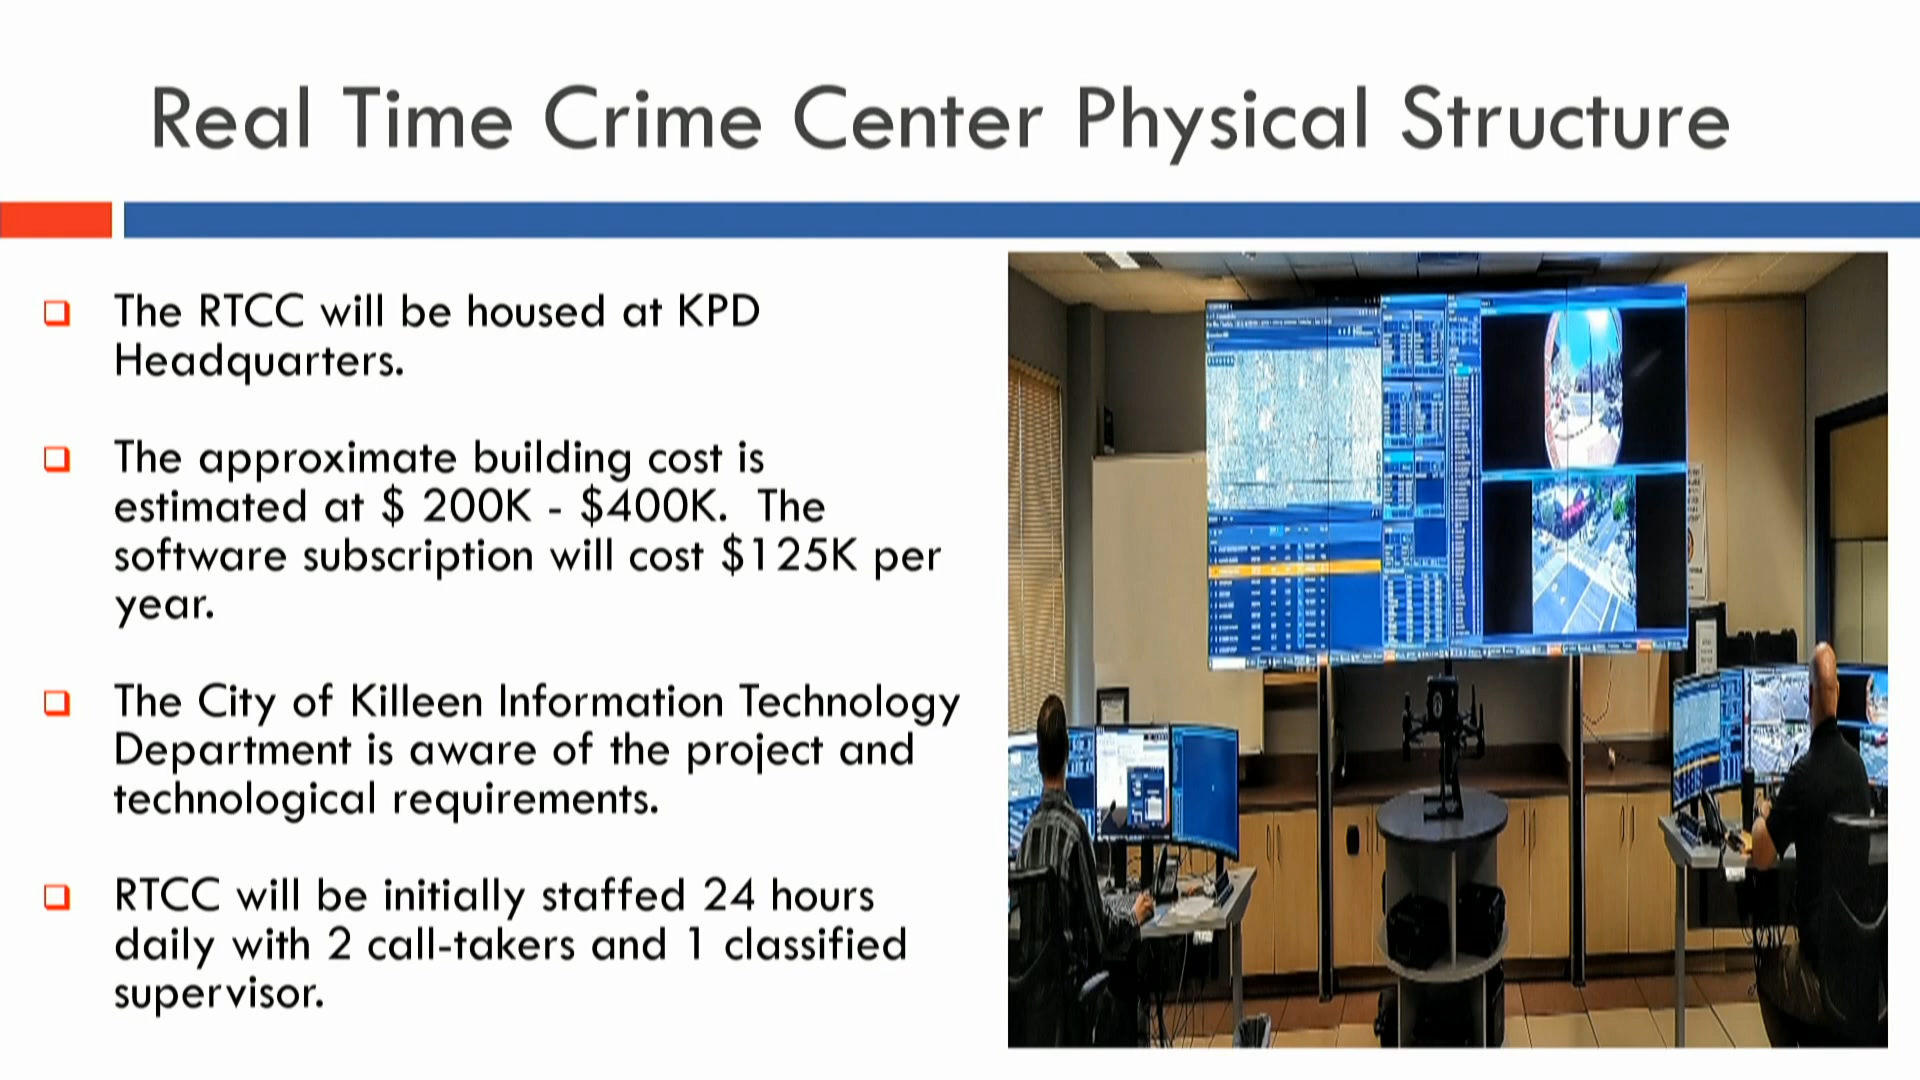 Real Time Crime Center Physical Structure
The RTCC will be housed at KPD
Headquarters.
The approximate building cost is
estimated at $ 200K - $400K.  The
software subscription will cost $125K per
year.
The City of Killeen Information Technology
Department is aware of the project and
technological requirements.
RTCC will be initially staffed 24 hours
daily with 2 call-takers and 1 classified
supervisor.